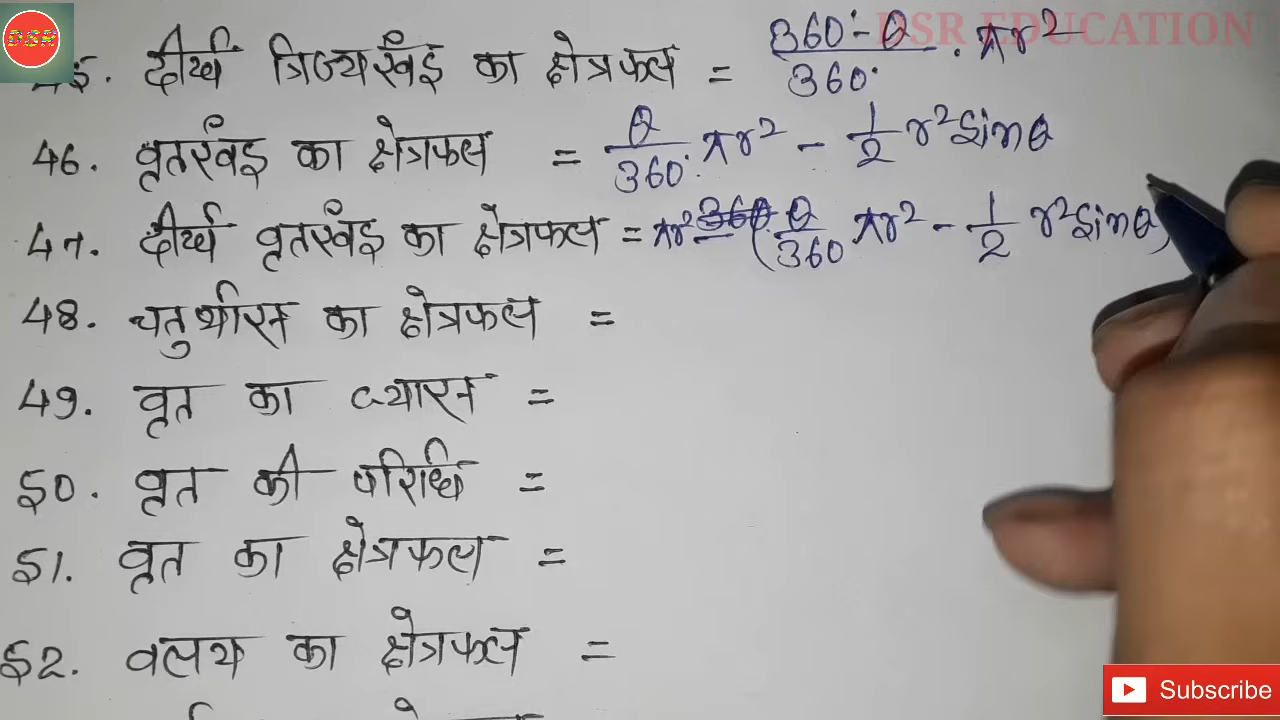 DSR
DSR EDUCATION
45. दीर्घ त्रिज्यखंड का क्षेत्रफल = 360°-θ/360° · πr²
46. वृतखंड का क्षेत्रफल = θ/360° πr² - 1/2 r² sinθ
47. दीर्घ वृतखंड का क्षेत्रफल = πr² - (θ/360 πr² - 1/2 r² sinθ)
48. चतुर्थांस का क्षेत्रफल =
49. वृत का व्यास =
50. वृत की परिधि =
51. वृत का क्षेत्रफल =
52. वलय का क्षेत्रफल =
Subscribe